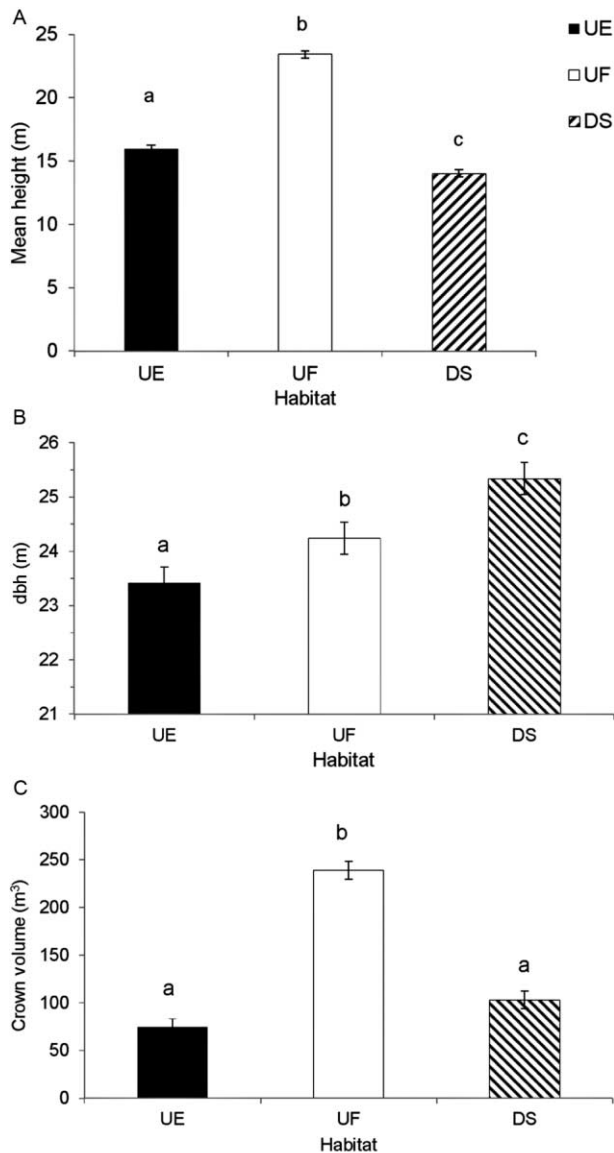 A
Mean height (m)
25
20
15
10
5
0
a
b
c
UE
UF
DS
Habitat
UE
UF
DS
B
dbh (m)
26
25
24
23
22
21
a
b
c
UE
UF
DS
Habitat
C
Crown volume (m³)
300
250
200
150
100
50
0
a
b
a
UE
UF
DS
Habitat